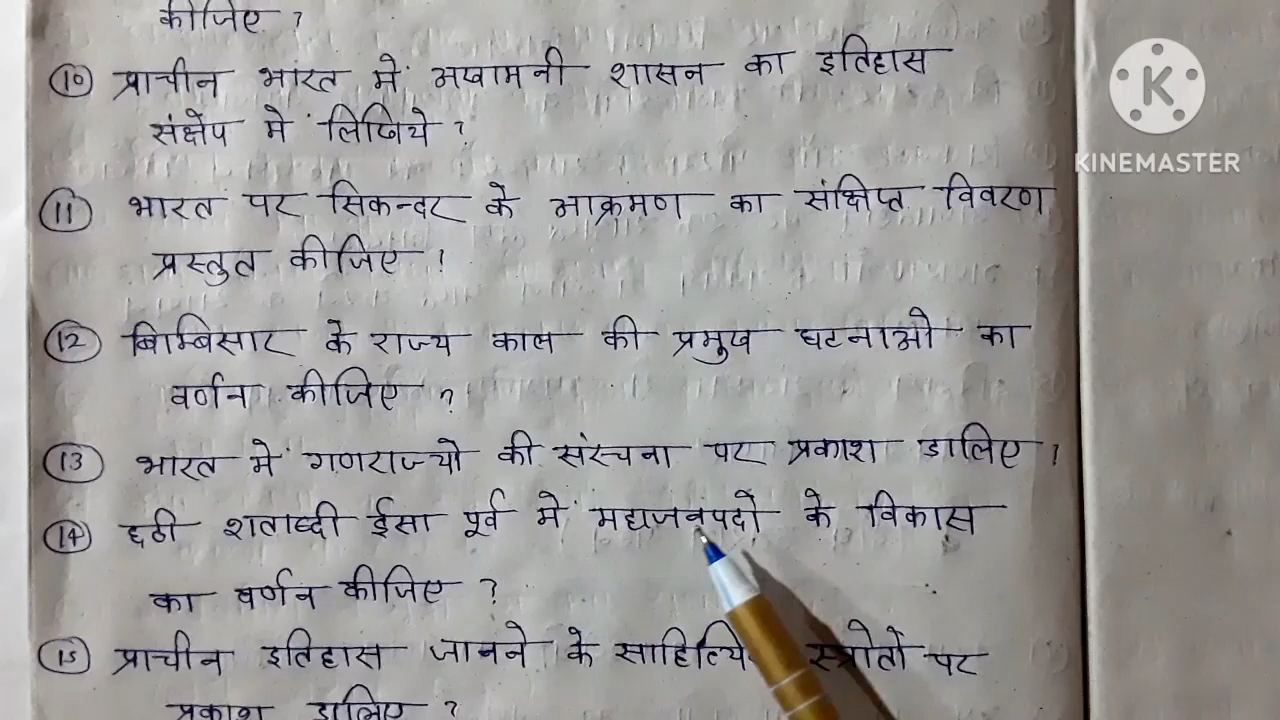 कीजिए ?
⑩ प्राचीन भारत में अखामनी शासन का इतिहास
संक्षेप में लिखिये ?
⑪ भारत पर सिकन्दर के आक्रमण का संक्षिप्त विवरण
प्रस्तुत कीजिए !
⑫ बिम्बिसार के राज्य काल की प्रमुख घटनाओ का
वर्णन कीजिए ?
⑬ भारत में गणराज्यो की संरचना पर प्रकाश डालिए ?
⑭ छठी शताब्दी ईसा पूर्व में महाजनपदों के विकास
का वर्णन कीजिए ?
⑮ प्राचीन इतिहास जानने के स्त्रोतों पर
प्रकाश डालिए ?
K
KINEMASTER